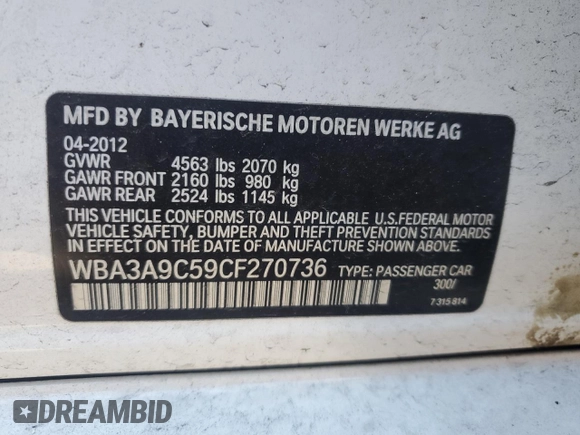 MFD BY BAYERISCHE MOTOREN WERKE AG
04-2012
GVWR 4563 lbs 2070 kg
GAWR FRONT 2160 lbs 980 kg
GAWR REAR 2524 lbs 1145 kg
THIS VEHICLE CONFORMS TO ALL APPLICABLE U.S.FEDERAL MOTOR
VEHICLE SAFETY, BUMPER AND THEFT PREVENTION STANDARDS
IN EFFECT ON THE DATE OF MANUFACTURE SHOWN ABOVE.
WBA3A9C59CF270736 TYPE: PASSENGER CAR
300/
7315814
DREAMBID